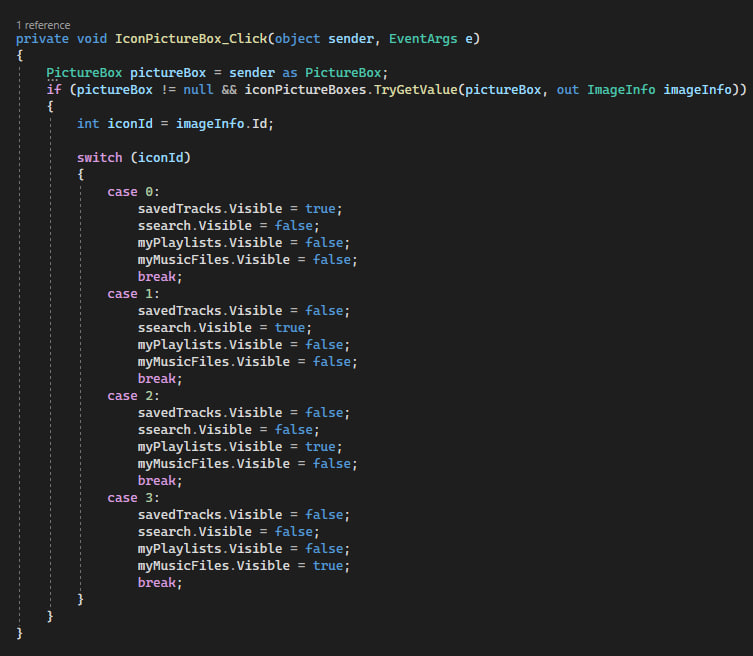 1 reference
private void IconPictureBox_Click(object sender, EventArgs e)
{
    PictureBox pictureBox = sender as PictureBox;
    if (pictureBox != null && iconPictureBoxes.TryGetValue(pictureBox, out ImageInfo imageInfo))
    {
        int iconId = imageInfo.Id;

        switch (iconId)
        {
            case 0:
                savedTracks.Visible = true;
                ssearch.Visible = false;
                myPlaylists.Visible = false;
                myMusicFiles.Visible = false;
                break;
            case 1:
                savedTracks.Visible = false;
                ssearch.Visible = true;
                myPlaylists.Visible = false;
                myMusicFiles.Visible = false;
                break;
            case 2:
                savedTracks.Visible = false;
                ssearch.Visible = false;
                myPlaylists.Visible = true;
                myMusicFiles.Visible = false;
                break;
            case 3:
                savedTracks.Visible = false;
                ssearch.Visible = false;
                myPlaylists.Visible = false;
                myMusicFiles.Visible = true;
                break;
        }
    }
}